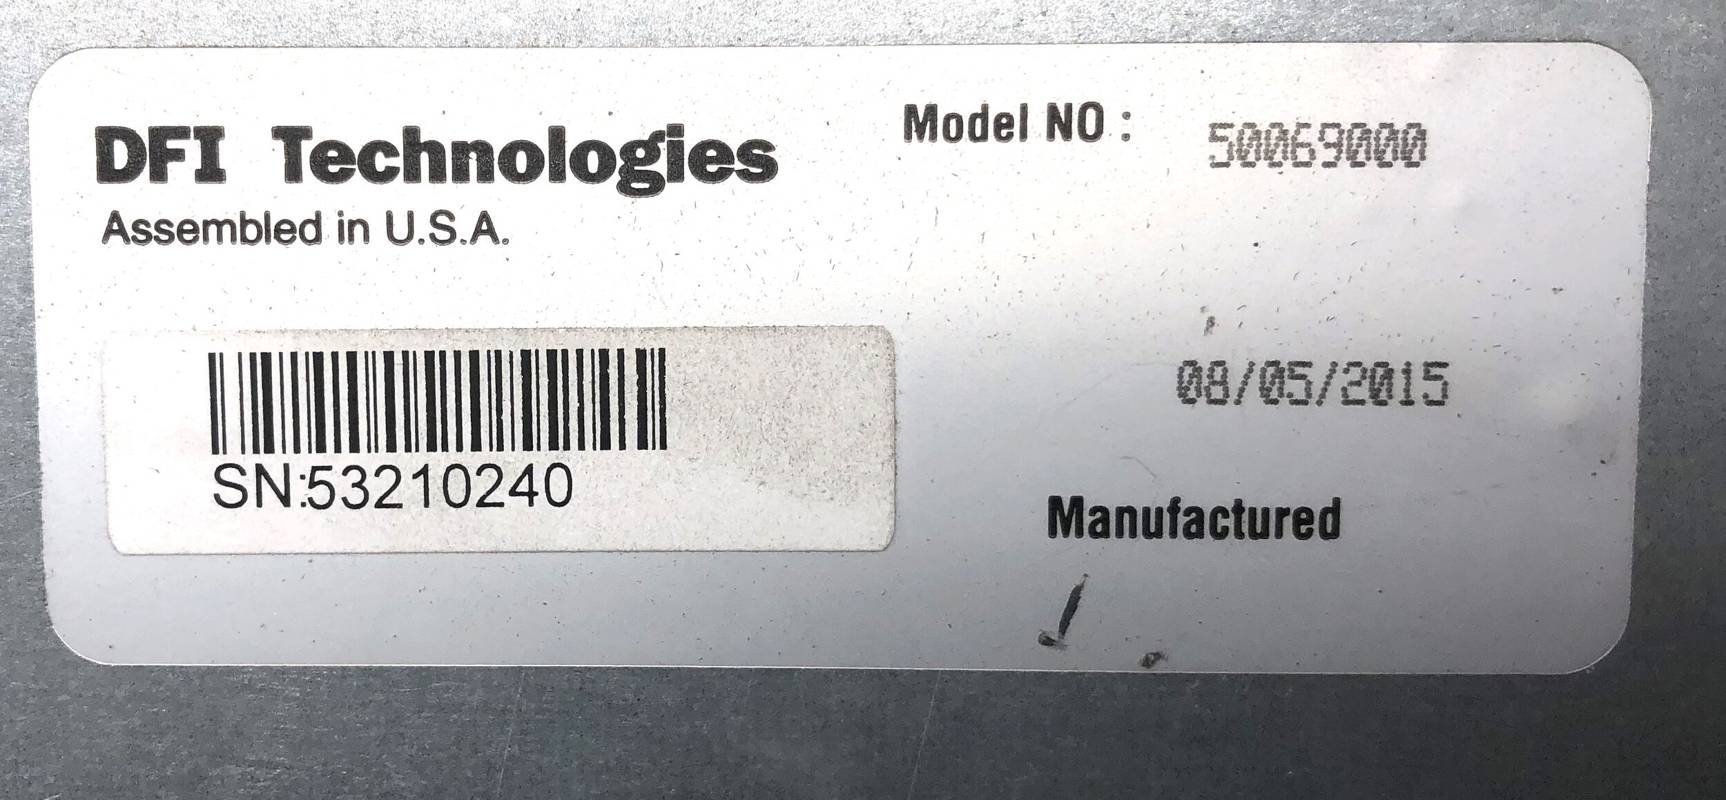 DFI Technologies
Assembled in U.S.A.
Model NO : 50069000
SN:53210240
08/05/2015
Manufactured